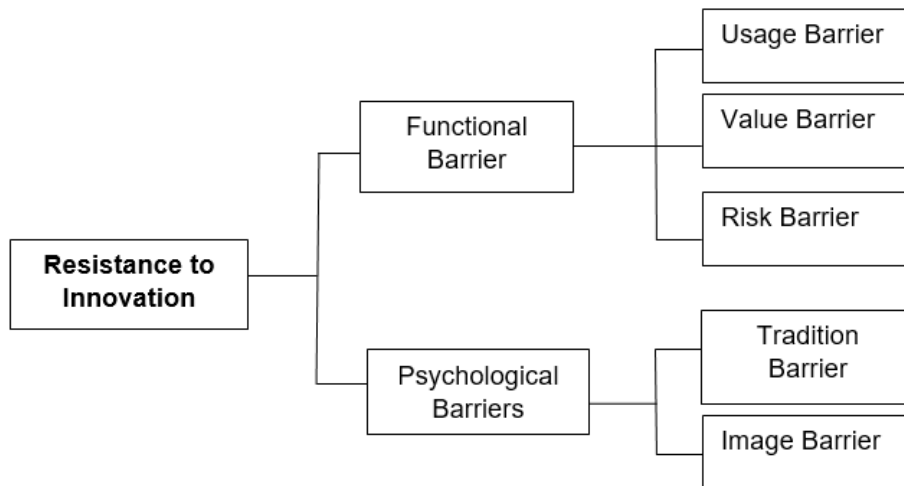 Usage Barrier
Functional
Barrier
Value Barrier
Risk Barrier
Resistance to
Innovation
Psychological
Barriers
Tradition
Barrier
Image Barrier